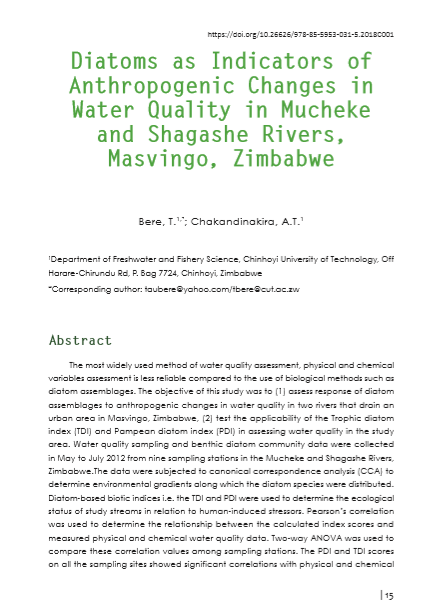 https://doi.org/10.26626/978-85-5953-031-5.2018C001
Diatoms as Indicators of
Anthropogenic Changes in
Water Quality in Mucheke
and Shagashe Rivers,
Masvingo, Zimbabwe
Bere, T.1,*; Chakandinakira, A.T.1
1Department of Freshwater and Fishery Science, Chinhoyi University of Technology, Off
Harare-Chirundu Rd, P. Bag 7724, Chinhoyi, Zimbabwe
*Corresponding author: taubere@yahoo.com/tbere@cut.ac.zw
Abstract
The most widely used method of water quality assessment, physical and chemical
variables assessment is less reliable compared to the use of biological methods such as
diatom assemblages. The objective of this study was to (1) assess response of diatom
assemblages to anthropogenic changes in water quality in two rivers that drain an
urban area in Masvingo, Zimbabwe, (2) test the applicability of the Trophic diatom
index (TDI) and Pampean diatom index (PDI) in assessing water quality in the study
area. Water quality sampling and benthic diatom community data were collected
in May to July 2012 from nine sampling stations in the Mucheke and Shagashe Rivers,
Zimbabwe.The data were subjected to canonical correspondence analysis (CCA) to
determine environmental gradients along which the diatom species were distributed.
Diatom-based biotic indices i.e. the TDI and PDI were used to determine the ecological
status of study streams in relation to human-induced stressors. Pearson's correlation
was used to determine the relationship between the calculated index scores and
measured physical and chemical water quality data. Two-way ANOVA was used to
compare these correlation values among sampling stations. The PDI and TDI scores
on all the sampling sites showed significant correlations with physical and chemical
| 15